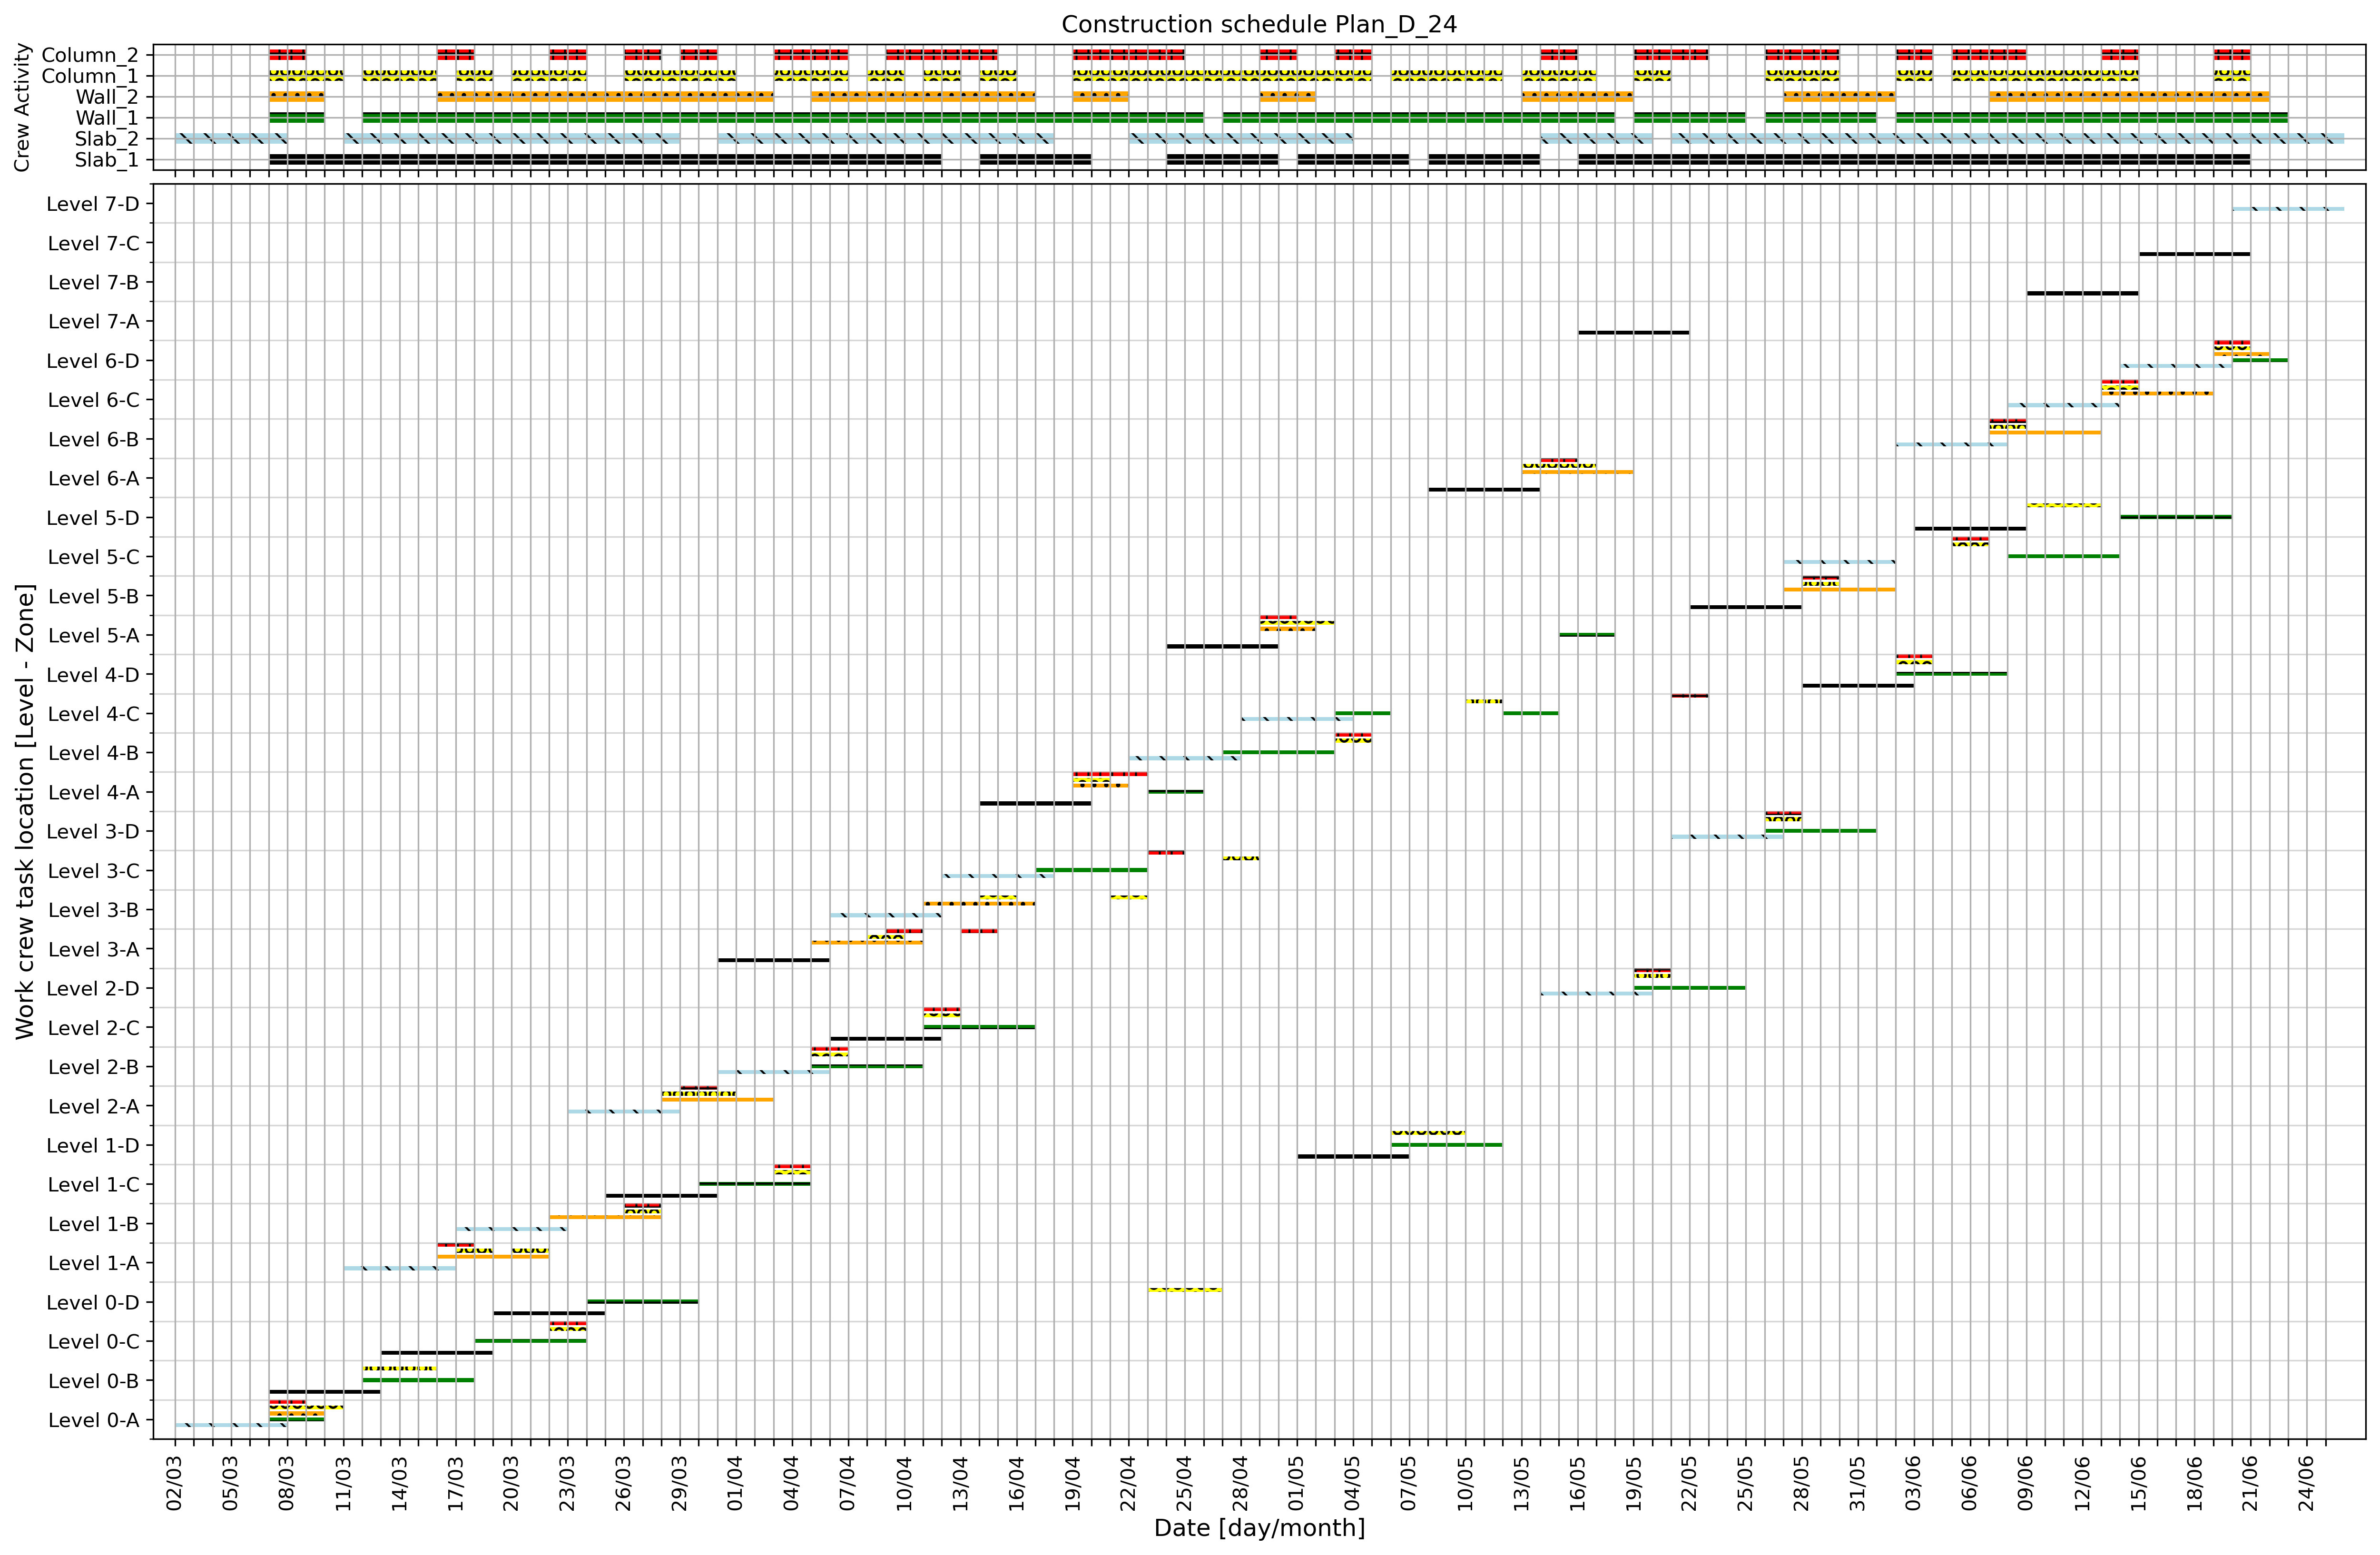 Construction schedule Plan_D_24
Crew Activity
Column_2
Column_1
Wall_2
Wall_1
Slab_2
Slab_1
Work crew task location [Level - Zone]
Level 7-D
Level 7-C
Level 7-B
Level 7-A
Level 6-D
Level 6-C
Level 6-B
Level 6-A
Level 5-D
Level 5-C
Level 5-B
Level 5-A
Level 4-D
Level 4-C
Level 4-B
Level 4-A
Level 3-D
Level 3-C
Level 3-B
Level 3-A
Level 2-D
Level 2-C
Level 2-B
Level 2-A
Level 1-D
Level 1-C
Level 1-B
Level 1-A
Level 0-D
Level 0-C
Level 0-B
Level 0-A
02/03 05/03 08/03 11/03 14/03 17/03 20/03 23/03 26/03 29/03 01/04 04/04 07/04 10/04 13/04 16/04 19/04 22/04 25/04 28/04 01/05 04/05 07/05 10/05 13/05 16/05 19/05 22/05 25/05 28/05 31/05 03/06 06/06 09/06 12/06 15/06 18/06 21/06 24/06
Date [day/month]